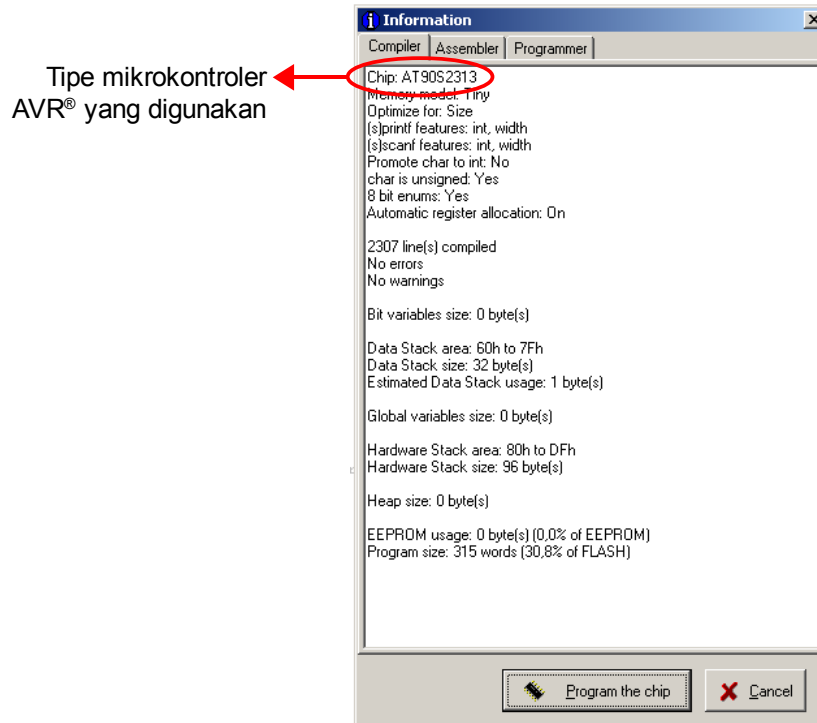 Tipe mikrokontroler
AVR® yang digunakan
Information
Compiler Assembler Programmer
Chip: AT90S2313
Memory model: Tiny
Optimize for: Size
(s)printf features: int, width
(s)scanf features: int, width
Promote char to int: No
char is unsigned: Yes
8 bit enums: Yes
Automatic register allocation: On
2307 line(s) compiled
No errors
No warnings
Bit variables size: 0 byte(s)
Data Stack area: 60h to 7Fh
Data Stack size: 32 byte(s)
Estimated Data Stack usage: 1 byte(s)
Global variables size: 0 byte(s)
Hardware Stack area: 80h to DFh
Hardware Stack size: 96 byte(s)
Heap size: 0 byte(s)
EEPROM usage: 0 byte(s) (0,0% of EEPROM)
Program size: 315 words (30,8% of FLASH)
Program the chip Cancel